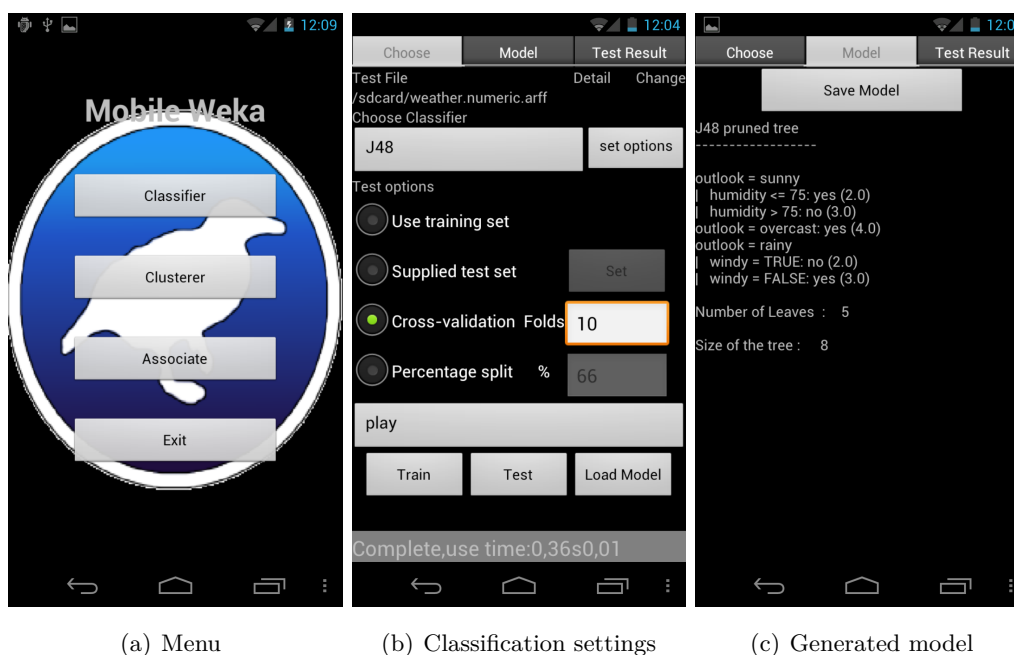 12:09
Mobile Weka
Classifier
Clusterer
Associate
Exit
(a) Menu
12:04
Choose Model Test Result
Test File Detail Change
/sdcard/weather.numeric.arff
Choose Classifier
J48 set options
Test options
Use training set
Supplied test set Set
Cross-validation Folds 10
Percentage split % 66
play
Train Test Load Model
Complete,use time:0,36s0,01
(b) Classification settings
12:0
Choose Model Test Result
Save Model
J48 pruned tree
------------------
outlook = sunny
| humidity <= 75: yes (2.0)
| humidity > 75: no (3.0)
outlook = overcast: yes (4.0)
outlook = rainy
| windy = TRUE: no (2.0)
| windy = FALSE: yes (3.0)
Number of Leaves : 5
Size of the tree : 8
(c) Generated model